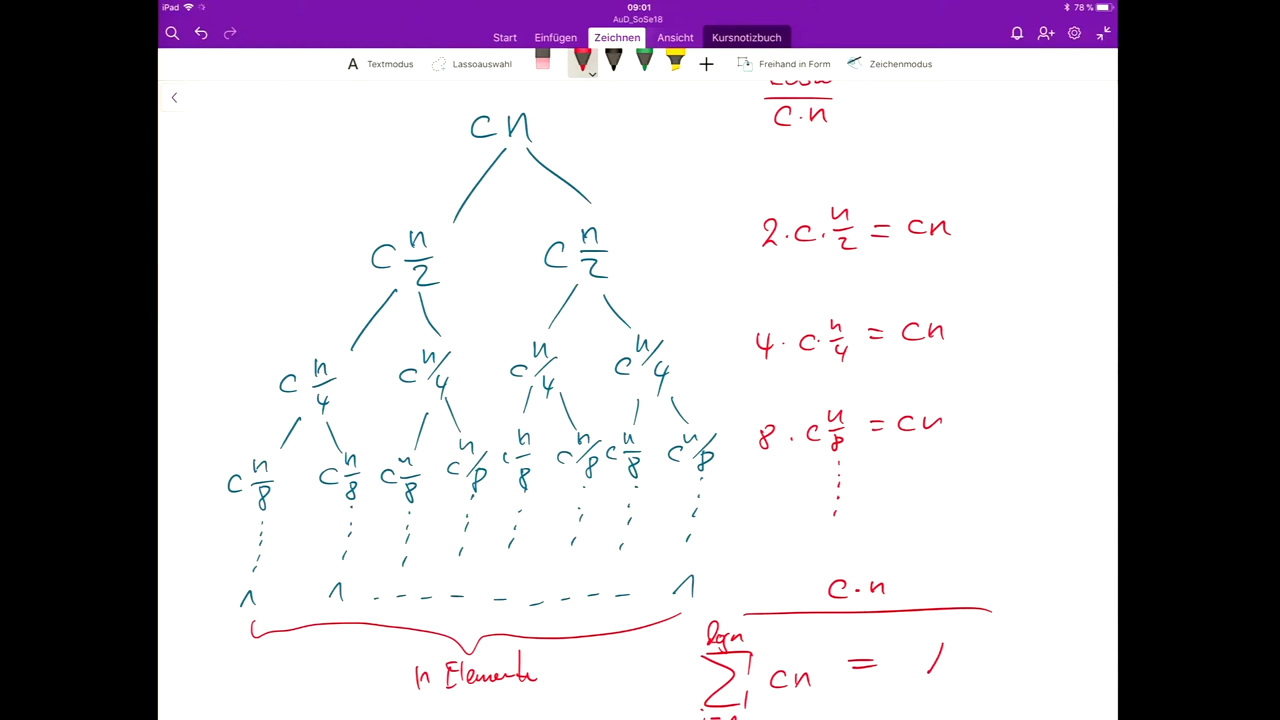 iPad 09:01 78 %
AuD_SoSe18
Start Einfügen Zeichnen Ansicht Kursnotizbuch
Textmodus Lassoauswahl Freihand in Form Zeichenmodus
c·n
cn
2·c·n/2 = cn
c n/2 c n/2
4·c·n/4 = cn
c n/4 c n/4 c n/4 c n/4
8·c n/8 = cn
c n/8 c n/8 c n/8 c n/8 c n/8 c n/8 c n/8 c n/8
c·n
1 1 - - - - - - - 1
n Elemente
log n
∑ cn =